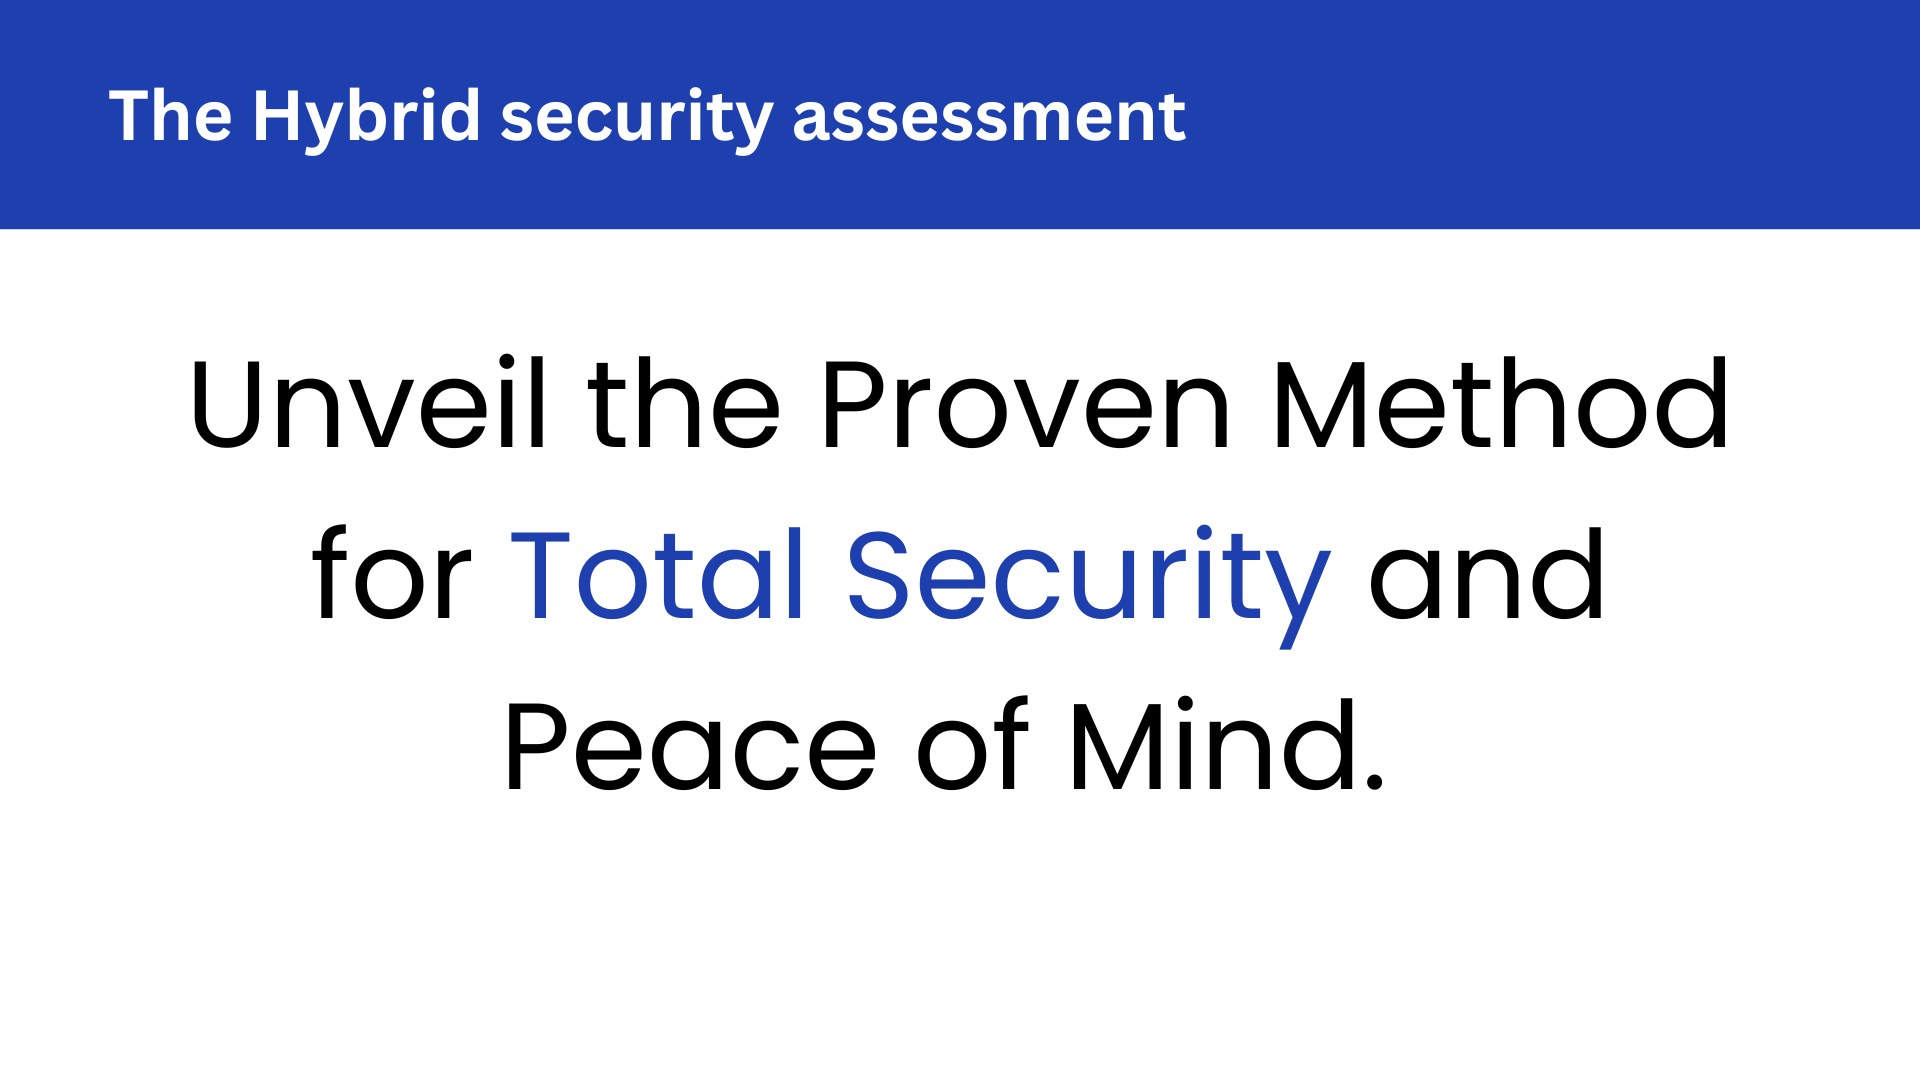 The Hybrid security assessment
Unveil the Proven Method
for Total Security and
Peace of Mind.